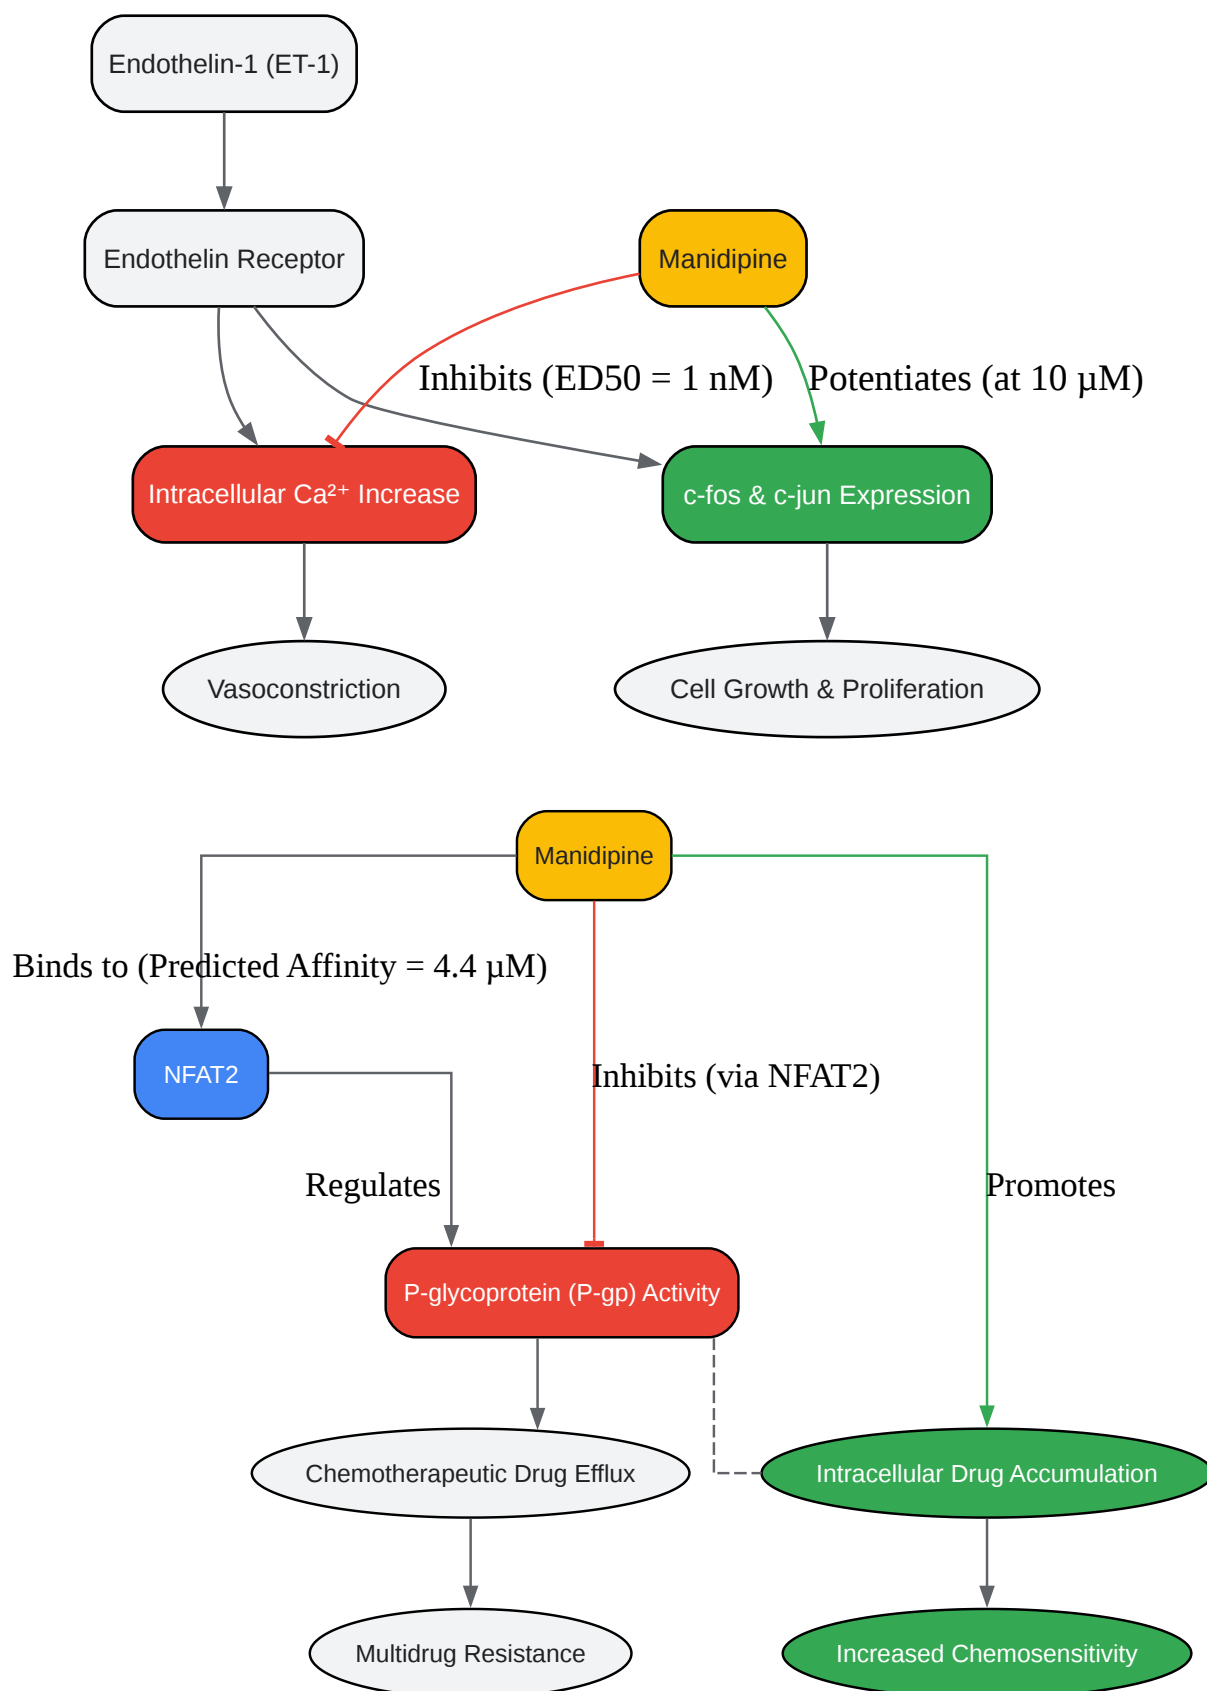 Endothelin-1 (ET-1)
Endothelin Receptor
Manidipine
Inhibits (ED50 = 1 nM)
Potentiates (at 10 µM)
Intracellular Ca²⁺ Increase
c-fos & c-jun Expression
Vasoconstriction
Cell Growth & Proliferation
Manidipine
Binds to (Predicted Affinity = 4.4 µM)
NFAT2
Inhibits (via NFAT2)
Regulates
Promotes
P-glycoprotein (P-gp) Activity
Chemotherapeutic Drug Efflux
Intracellular Drug Accumulation
Multidrug Resistance
Increased Chemosensitivity